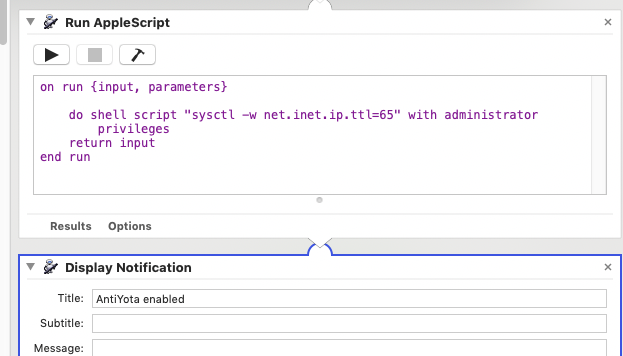 Run AppleScript
on run {input, parameters}
do shell script "sysctl -w net.inet.ip.ttl=65" with administrator
privileges
return input
end run
Results Options
Display Notification
Title: AntiYota enabled
Subtitle:
Message: